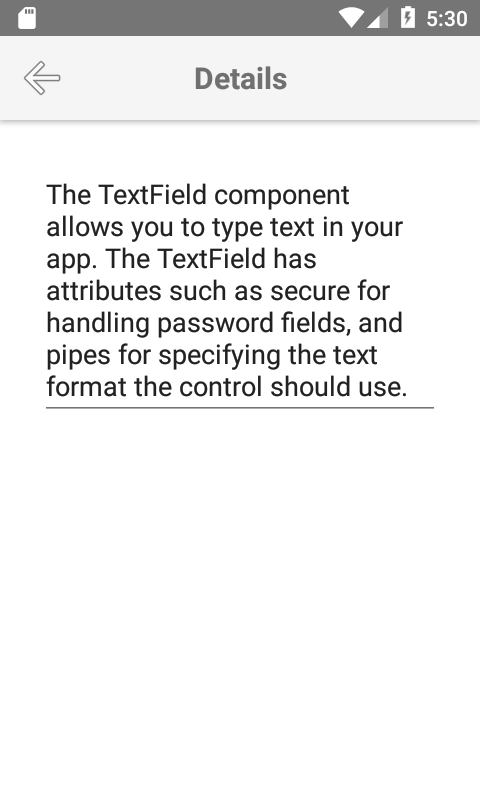 5:30
Details
The TextField component
allows you to type text in your
app. The TextField has
attributes such as secure for
handling password fields, and
pipes for specifying the text
format the control should use.